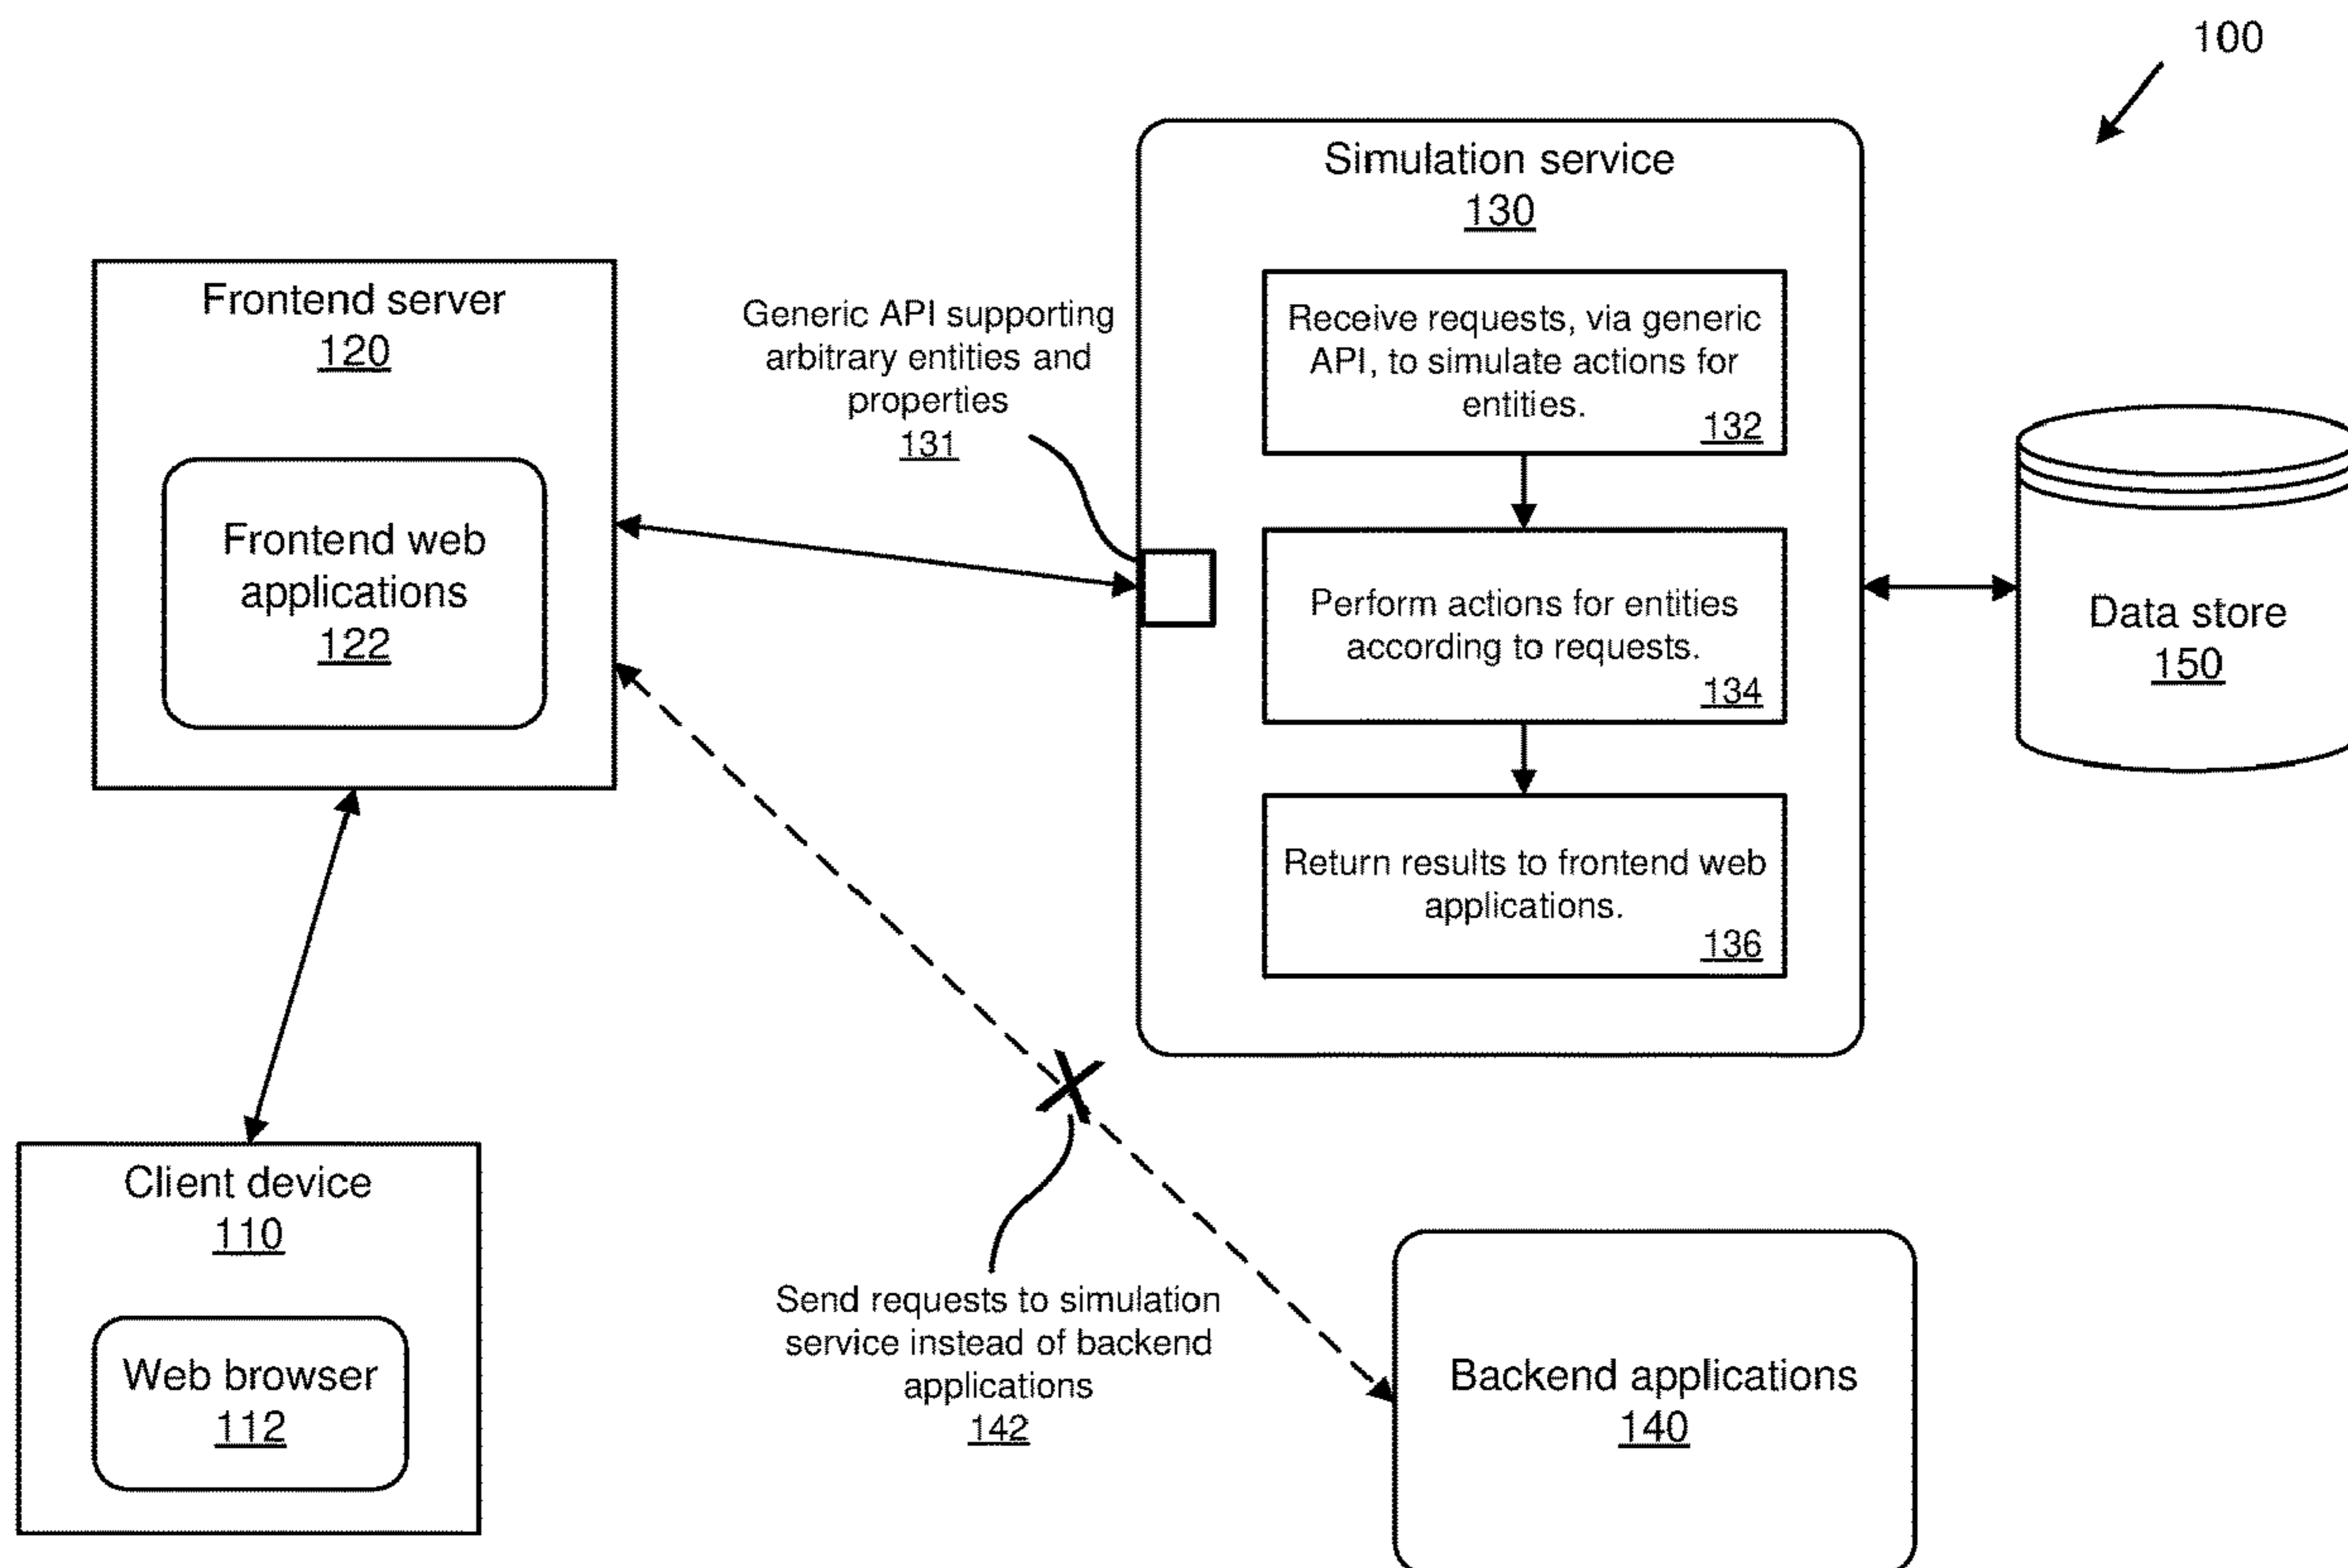 100
Simulation service
130
Frontend server
120
Frontend web
applications
122
Generic API supporting
arbitrary entities and
properties
131
Receive requests, via generic
API, to simulate actions for
entities.
132
Perform actions for entities
according to requests.
134
Return results to frontend web
applications.
136
Data store
150
Client device
110
Web browser
112
Send requests to simulation
service instead of backend
applications
142
Backend applications
140